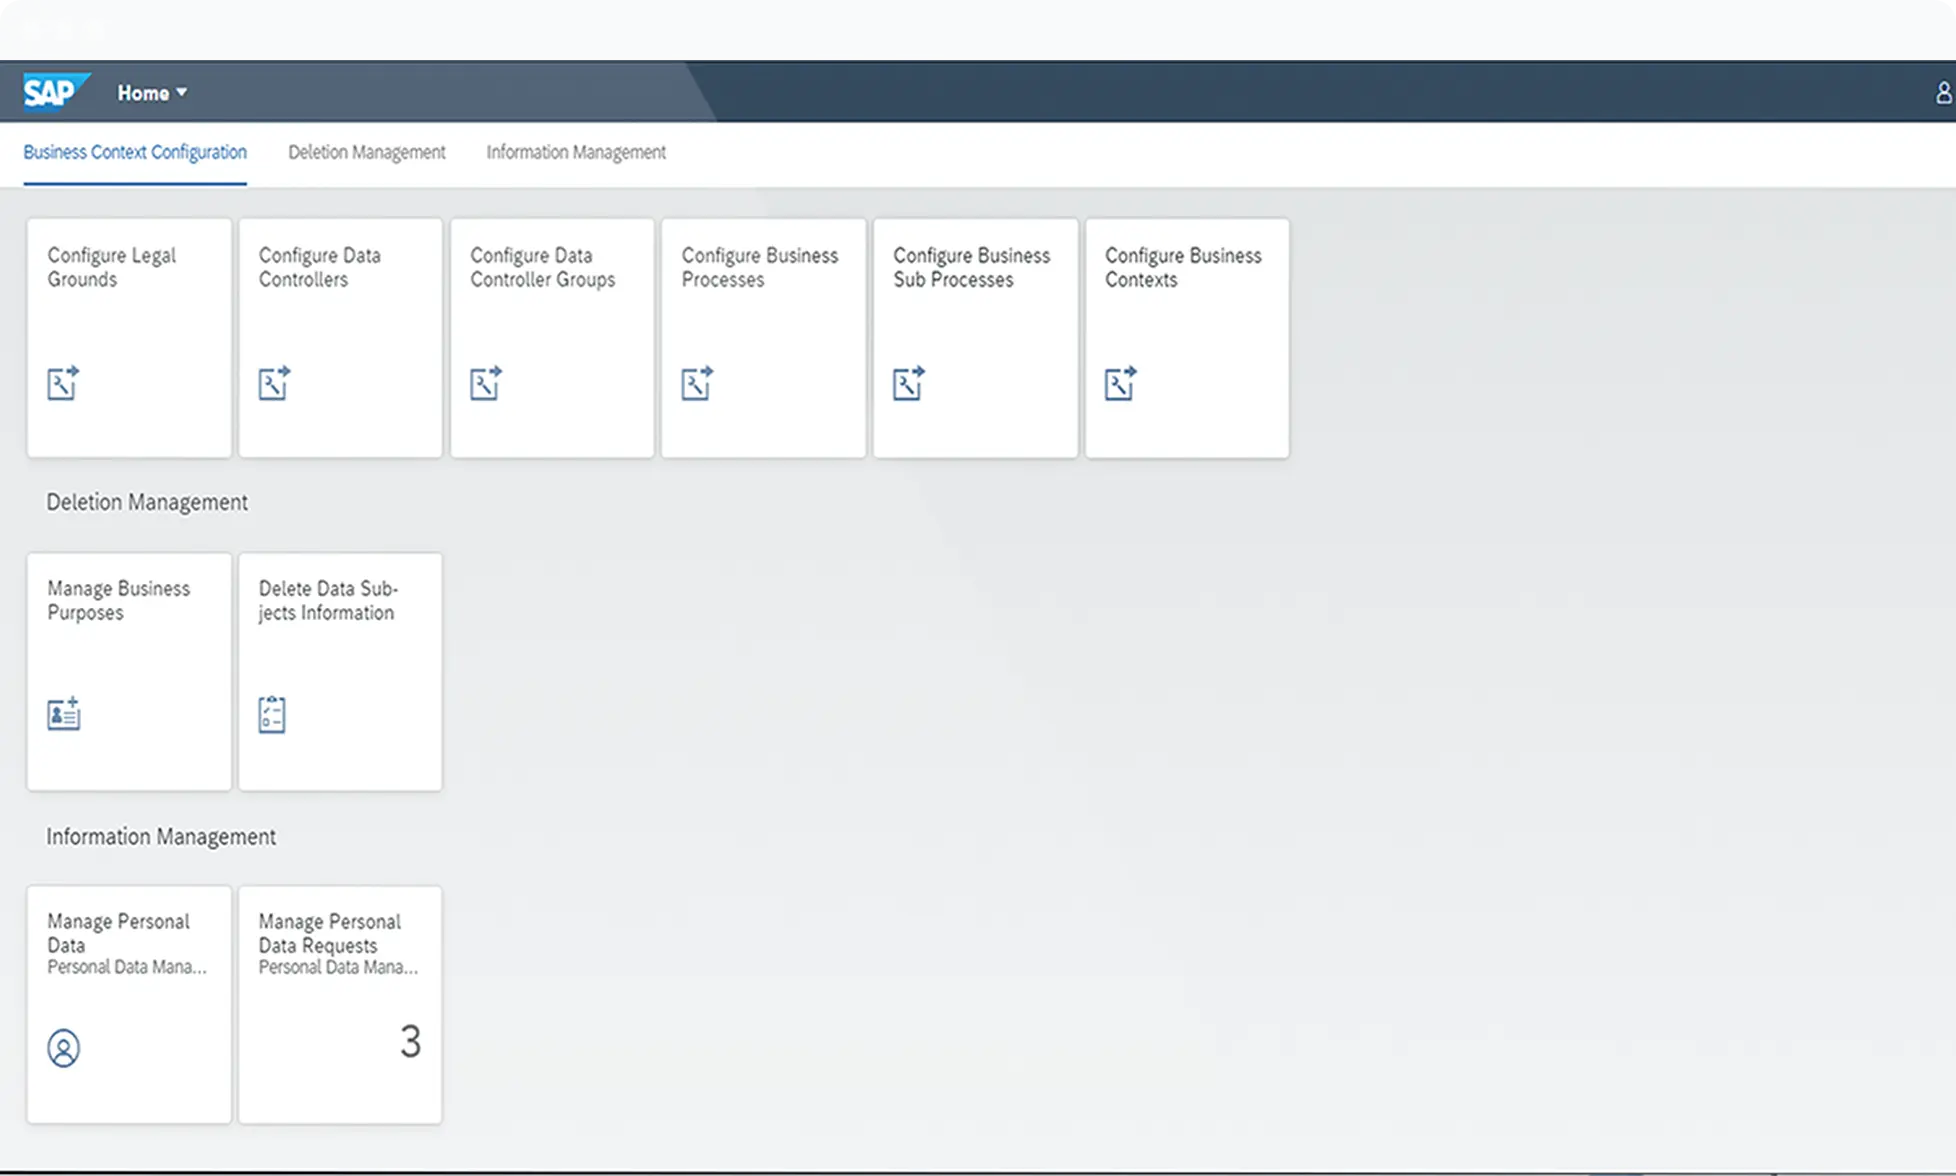 SAP Home
Business Context Configuration Deletion Management Information Management
Configure Legal
Grounds
Configure Data
Controllers
Configure Data
Controller Groups
Configure Business
Processes
Configure Business
Sub Processes
Configure Business
Contexts
Deletion Management
Manage Business
Purposes
Delete Data Sub-
jects Information
Information Management
Manage Personal
Data
Personal Data Mana...
Manage Personal
Data Requests
Personal Data Mana...
3